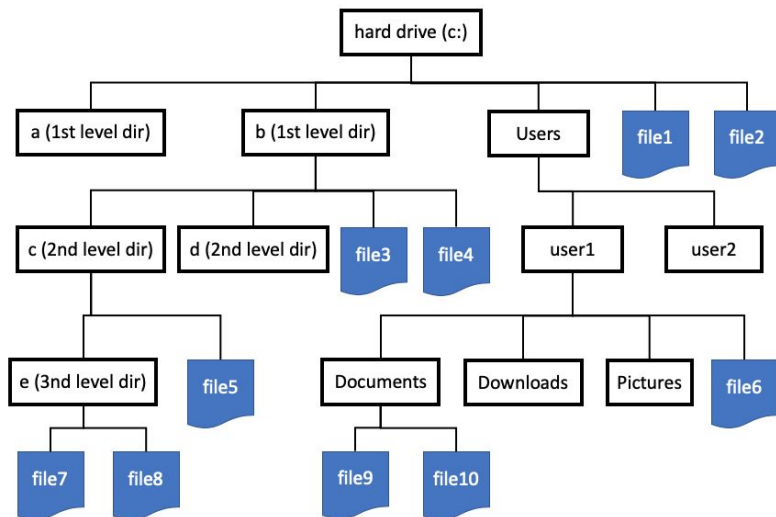 hard drive (c:)
a (1st level dir)
b (1st level dir)
Users
file1
file2
c (2nd level dir)
d (2nd level dir)
file3
file4
user1
user2
e (3nd level dir)
file5
Documents
Downloads
Pictures
file6
file7
file8
file9
file10